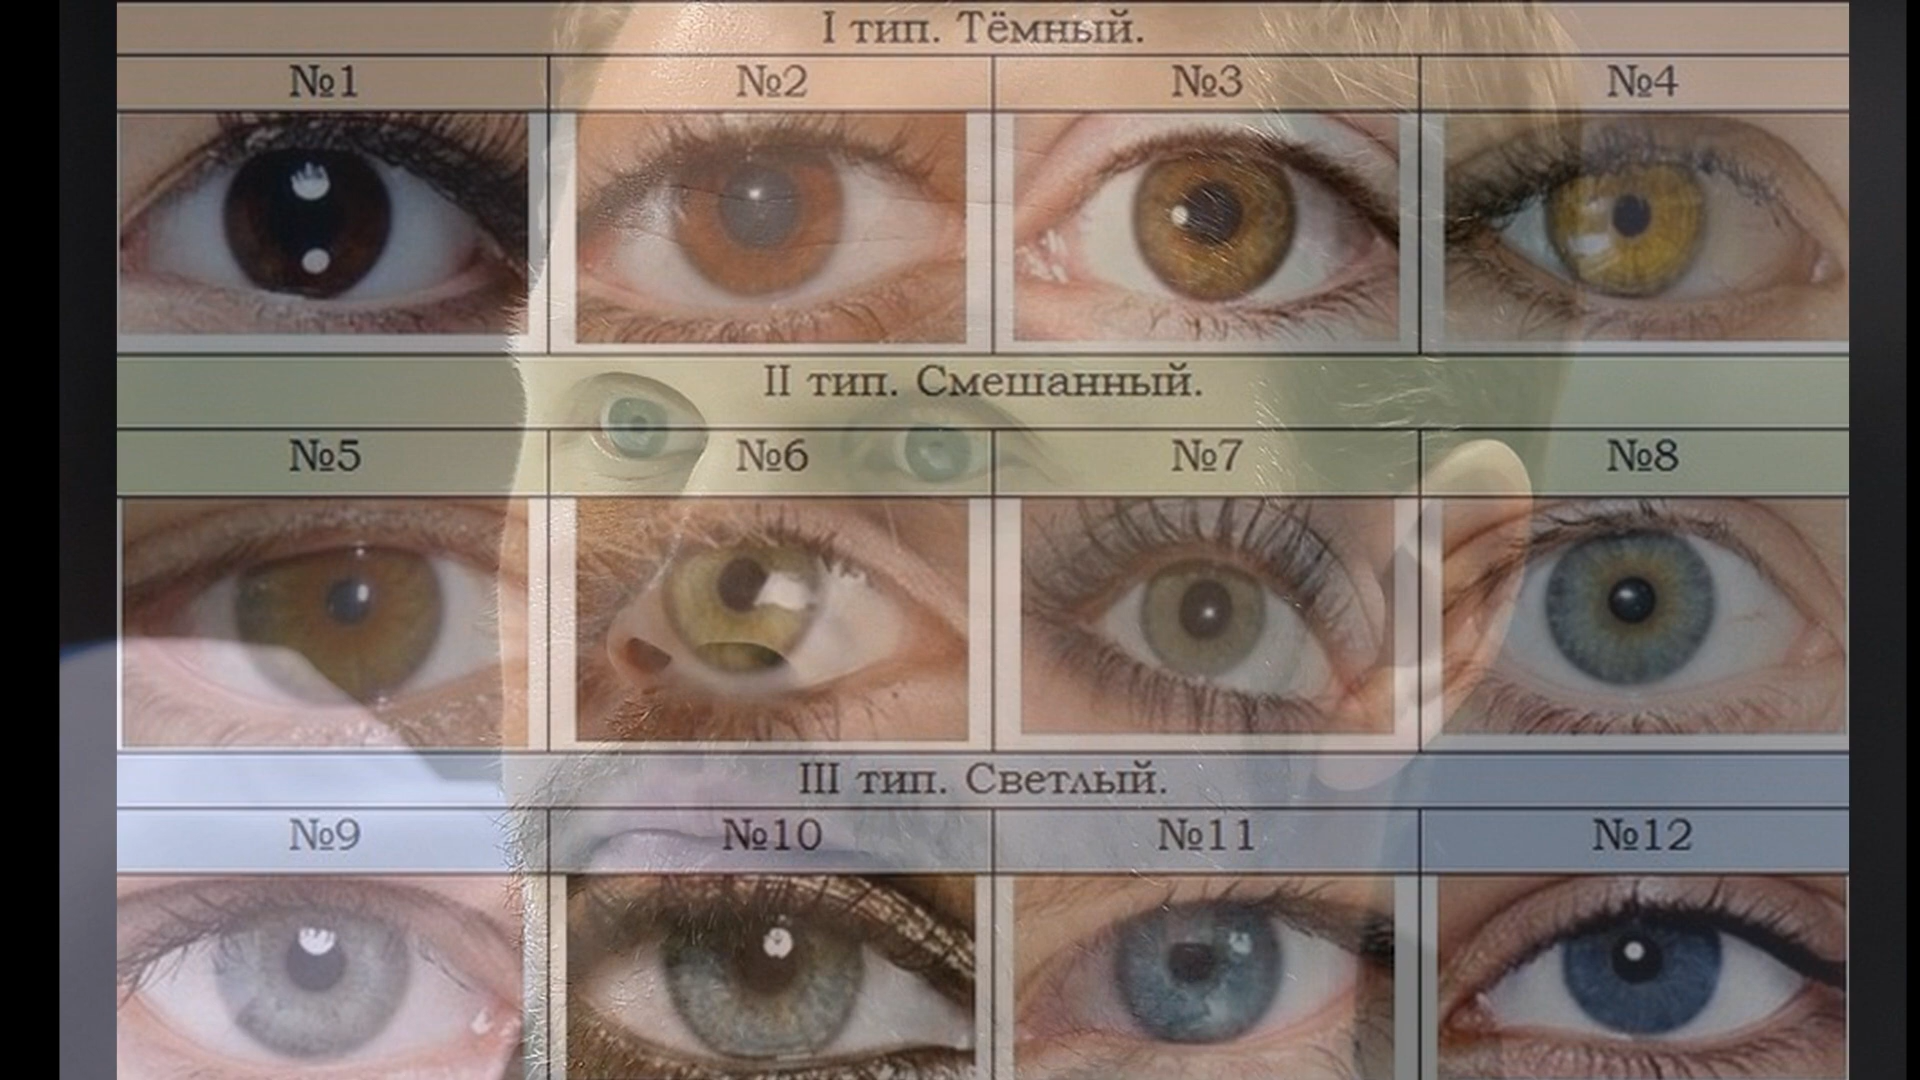 I тип. Тёмный.
№1 №2 №3 №4
II тип. Смешанный.
№5 №6 №7 №8
III тип. Светлый.
№9 №10 №11 №12